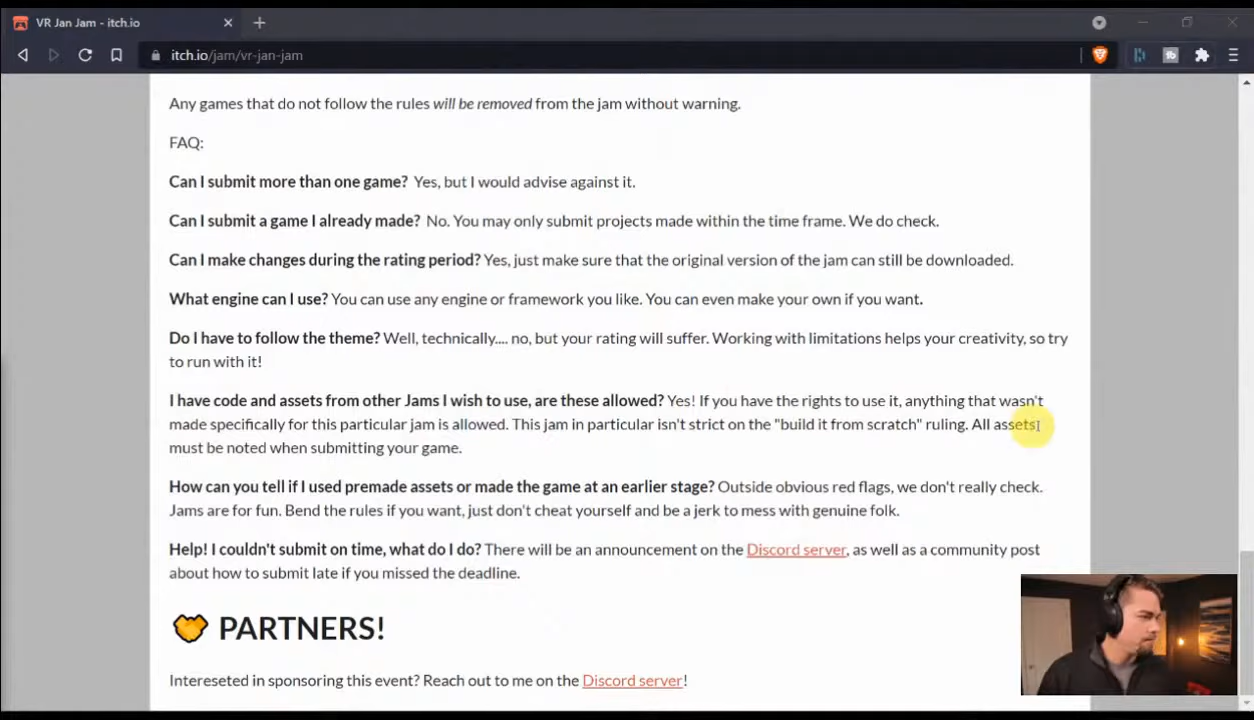 VR Jan Jam - itch.io
itch.io/jam/vr-jan-jam
Any games that do not follow the rules will be removed from the jam without warning.
FAQ:
Can I submit more than one game? Yes, but I would advise against it.
Can I submit a game I already made? No. You may only submit projects made within the time frame. We do check.
Can I make changes during the rating period? Yes, just make sure that the original version of the jam can still be downloaded.
What engine can I use? You can use any engine or framework you like. You can even make your own if you want.
Do I have to follow the theme? Well, technically.... no, but your rating will suffer. Working with limitations helps your creativity, so try
to run with it!
I have code and assets from other Jams I wish to use, are these allowed? Yes! If you have the rights to use it, anything that wasn't
made specifically for this particular jam is allowed. This jam in particular isn't strict on the "build it from scratch" ruling. All assets
must be noted when submitting your game.
How can you tell if I used premade assets or made the game at an earlier stage? Outside obvious red flags, we don't really check.
Jams are for fun. Bend the rules if you want, just don't cheat yourself and be a jerk to mess with genuine folk.
Help! I couldn't submit on time, what do I do? There will be an announcement on the Discord server, as well as a community post
about how to submit late if you missed the deadline.
PARTNERS!
Intereseted in sponsoring this event? Reach out to me on the Discord server!